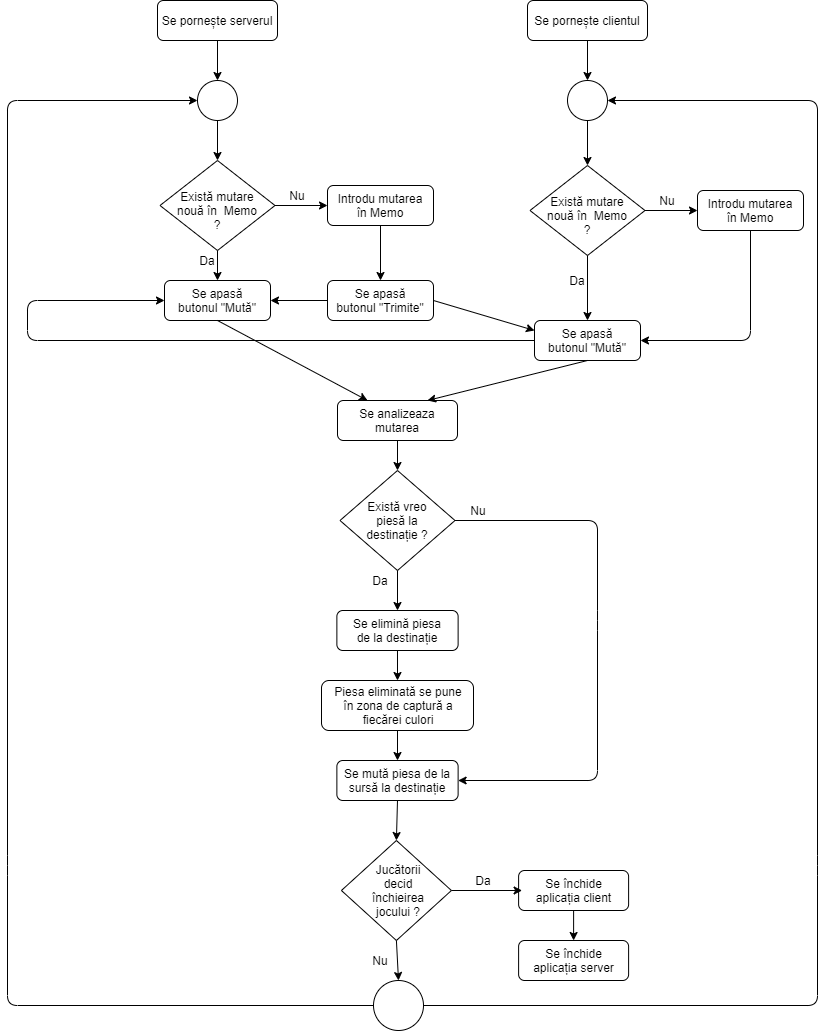 Se pornește serverul
Se pornește clientul
Există mutare
nouă în Memo
?
Nu
Introdu mutarea
în Memo
Da
Se apasă
butonul "Mută"
Se apasă
butonul "Trimite"
Există mutare
nouă în Memo
?
Nu
Introdu mutarea
în Memo
Da
Se apasă
butonul "Mută"
Se analizeaza
mutarea
Există vreo
piesă la
destinație ?
Nu
Da
Se elimină piesa
de la destinație
Piesa eliminată se pune
în zona de captură a
fiecărei culori
Se mută piesa de la
sursă la destinație
Jucătorii
decid
închieirea
jocului ?
Da
Se închide
aplicația client
Se închide
aplicația server
Nu